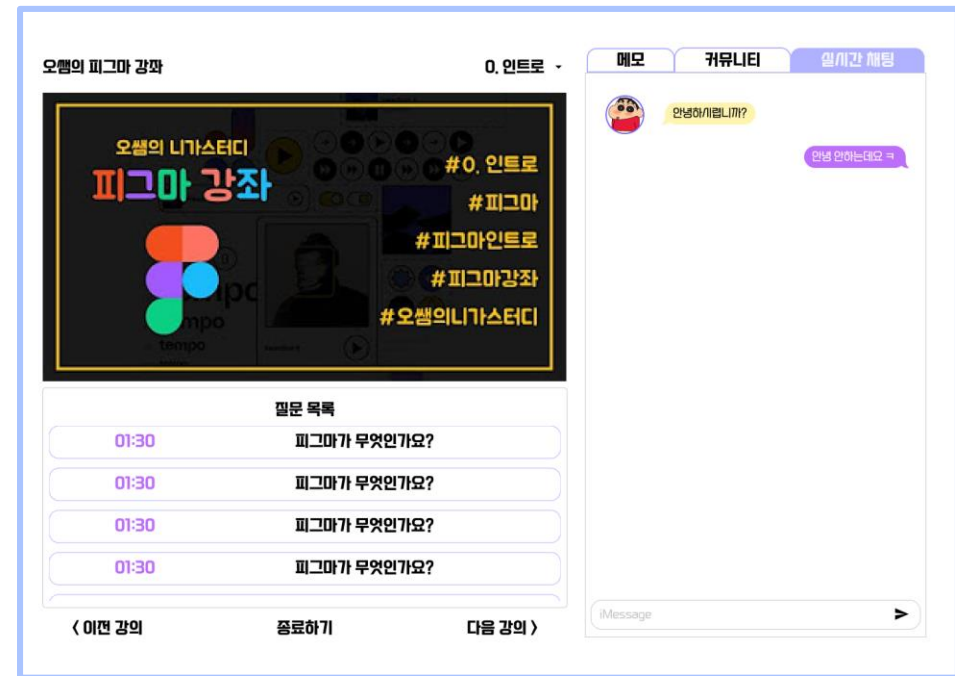 오쌤의 피그마 강좌
0. 인트로
오쌤의 니가스터디
피그마 강좌
#0. 인트로
#피그마
#피그마인트로
#피그마강좌
#오쌤의니가스터디
tempo
질문 목록
01:30 피그마가 무엇인가요?
01:30 피그마가 무엇인가요?
01:30 피그마가 무엇인가요?
01:30 피그마가 무엇인가요?
< 이전 강의
종료하기
다음 강의 >
메모
커뮤니티
실시간 채팅
안녕하시렵니까?
안녕 안하는데요 ㅋ
iMessage